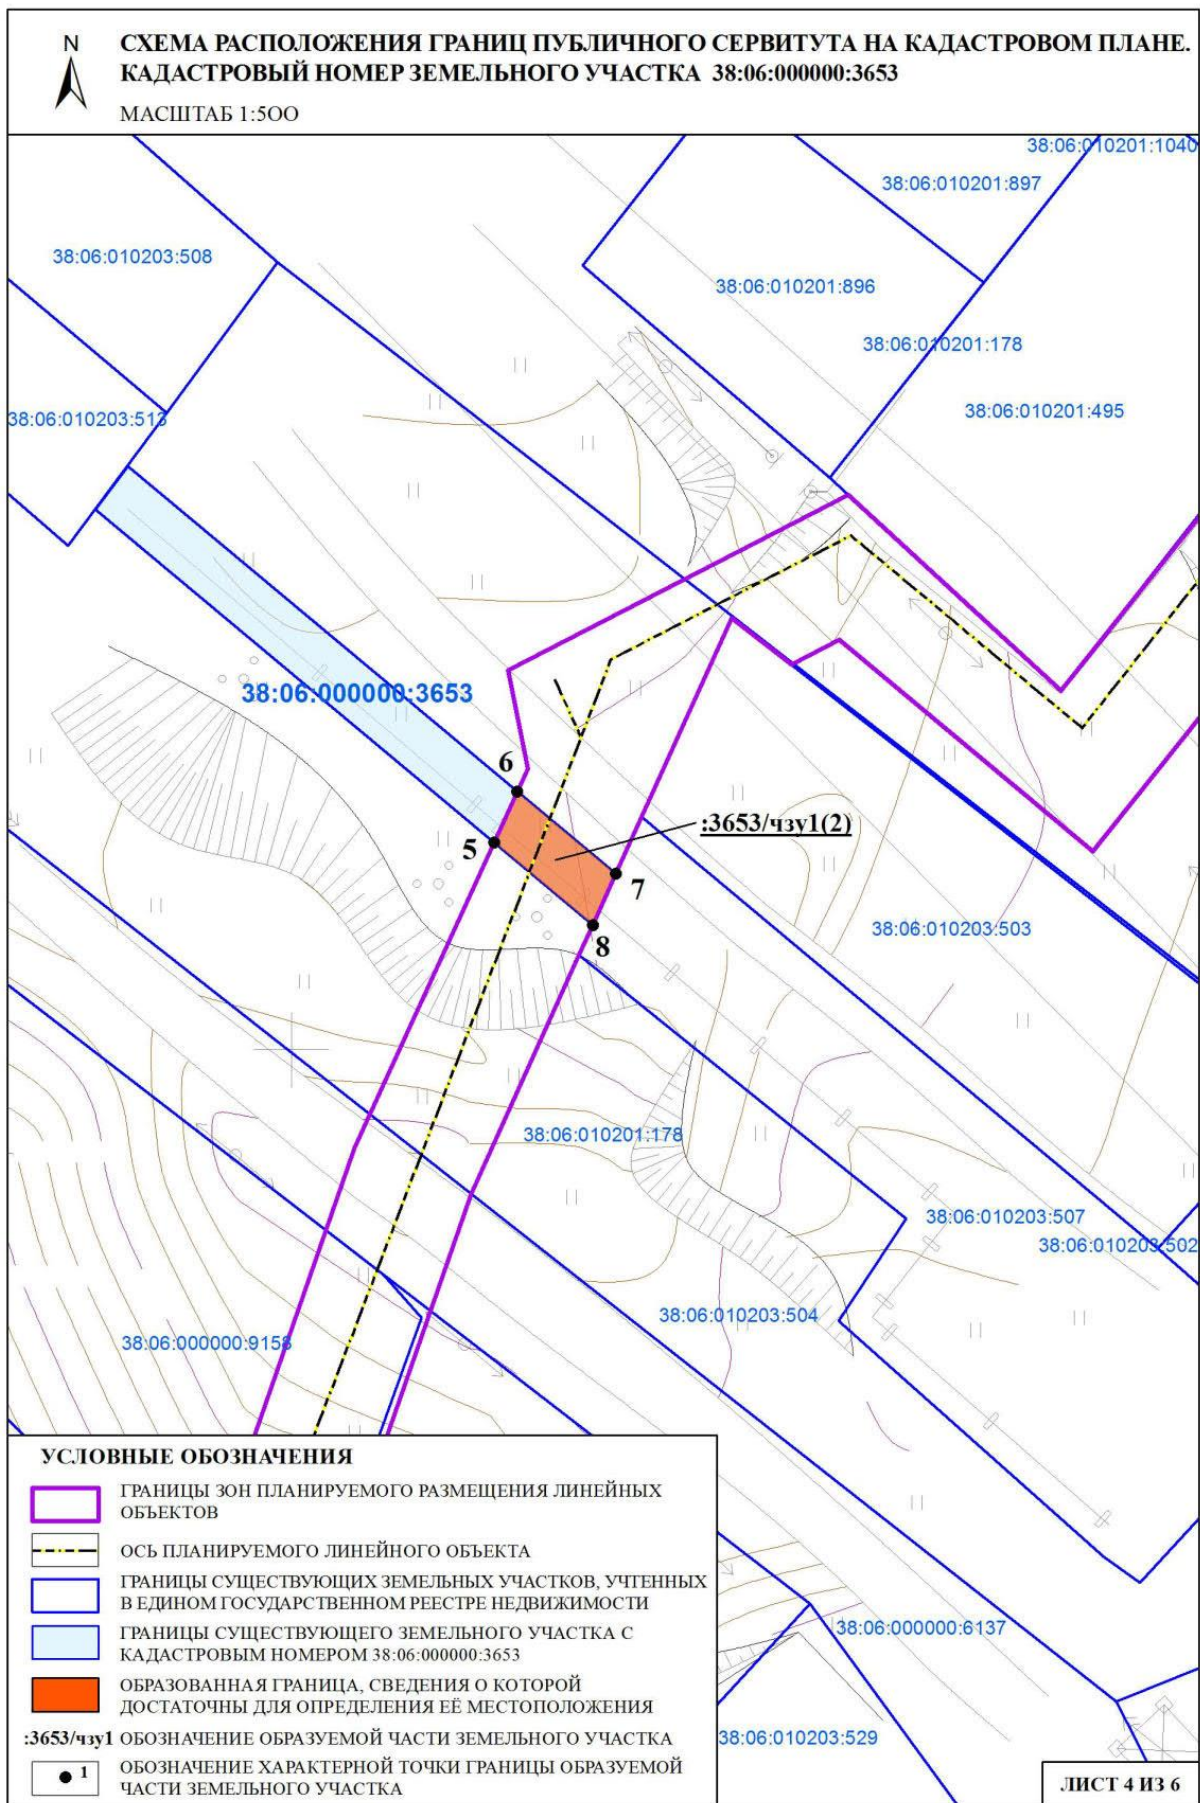 N
СХЕМА РАСПОЛОЖЕНИЯ ГРАНИЦ ПУБЛИЧНОГО СЕРВИТУТА НА КАДАСТРОВОМ ПЛАНЕ.
КАДАСТРОВЫЙ НОМЕР ЗЕМЕЛЬНОГО УЧАСТКА 38:06:000000:3653
МАСШТАБ 1:5ОО
38:06:010201:1040
38:06:010201:897
38:06:010203:508
38:06:010201:896
38:06:010201:178
38:06:010201:495
38:06:010203:513
38:06:000000:3653
6
:3653/чзу1(2)
5
7
38:06:010203:503
8
38:06:010201:178
38:06:010203:507
38:06:010203:502
38:06:010203:504
38:06:000000:9158
УСЛОВНЫЕ ОБОЗНАЧЕНИЯ
ГРАНИЦЫ ЗОН ПЛАНИРУЕМОГО РАЗМЕЩЕНИЯ ЛИНЕЙНЫХ
ОБЪЕКТОВ
ОСЬ ПЛАНИРУЕМОГО ЛИНЕЙНОГО ОБЪЕКТА
ГРАНИЦЫ СУЩЕСТВУЮЩИХ ЗЕМЕЛЬНЫХ УЧАСТКОВ, УЧТЕННЫХ
В ЕДИНОМ ГОСУДАРСТВЕННОМ РЕЕСТРЕ НЕДВИЖИМОСТИ
ГРАНИЦЫ СУЩЕСТВУЮЩЕГО ЗЕМЕЛЬНОГО УЧАСТКА С
КАДАСТРОВЫМ НОМЕРОМ 38:06:000000:3653
ОБРАЗОВАННАЯ ГРАНИЦА, СВЕДЕНИЯ О КОТОРОЙ
ДОСТАТОЧНЫ ДЛЯ ОПРЕДЕЛЕНИЯ ЕЁ МЕСТОПОЛОЖЕНИЯ
:3653/чзу1 ОБОЗНАЧЕНИЕ ОБРАЗУЕМОЙ ЧАСТИ ЗЕМЕЛЬНОГО УЧАСТКА
1
ОБОЗНАЧЕНИЕ ХАРАКТЕРНОЙ ТОЧКИ ГРАНИЦЫ ОБРАЗУЕМОЙ
ЧАСТИ ЗЕМЕЛЬНОГО УЧАСТКА
38:06:000000:6137
38:06:010203:529
ЛИСТ 4 ИЗ 6